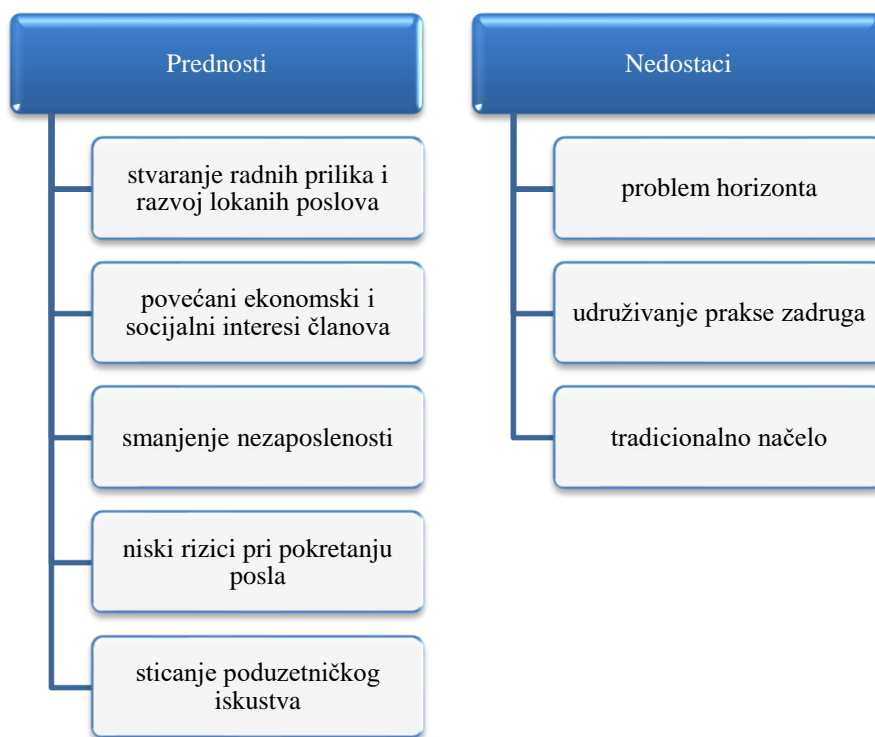 Prednosti
stvaranje radnih prilika i
razvoj lokanih poslova
povećani ekonomski i
socijalni interesi članova
smanjenje nezaposlenosti
niski rizici pri pokretanju
posla
sticanje poduzetničkog
iskustva
Nedostaci
problem horizonta
udruživanje prakse zadruga
tradicionalno načelo